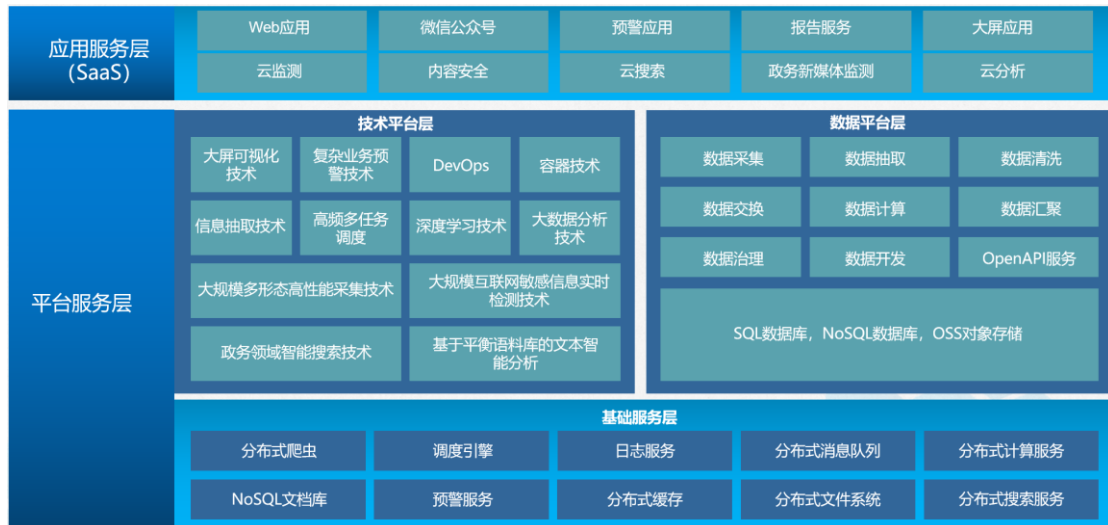 应用服务层
(SaaS)
Web应用
微信公众号
预警应用
报告服务
大屏应用
云监测
内容安全
云搜索
政务新媒体监测
云分析
平台服务层
技术平台层
大屏可视化
技术
复杂业务预
警技术
DevOps
容器技术
信息抽取技术
高频多任务
调度
深度学习技术
大数据分析
技术
大规模多形态高性能采集技术
大规模互联网敏感信息实时
检测技术
政务领域智能搜索技术
基于平衡语料库的文本智
能分析
数据平台层
数据采集
数据抽取
数据清洗
数据交换
数据计算
数据汇聚
数据治理
数据开发
OpenAPI服务
SQL数据库，NoSQL数据库，OSS对象存储
基础服务层
分布式爬虫
调度引擎
日志服务
分布式消息队列
分布式计算服务
NoSQL文档库
预警服务
分布式缓存
分布式文件系统
分布式搜索服务